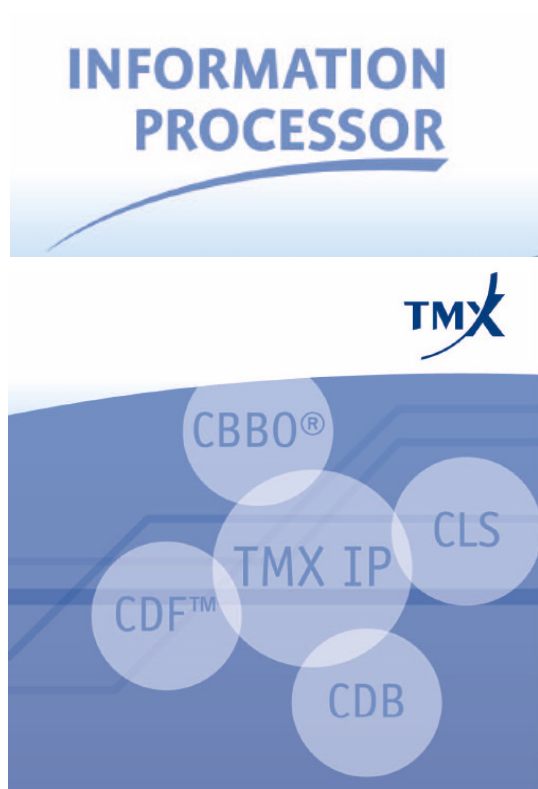 INFORMATION
PROCESSOR
TMX
CBBO®
CLS
TMX IP
CDF™
CDB